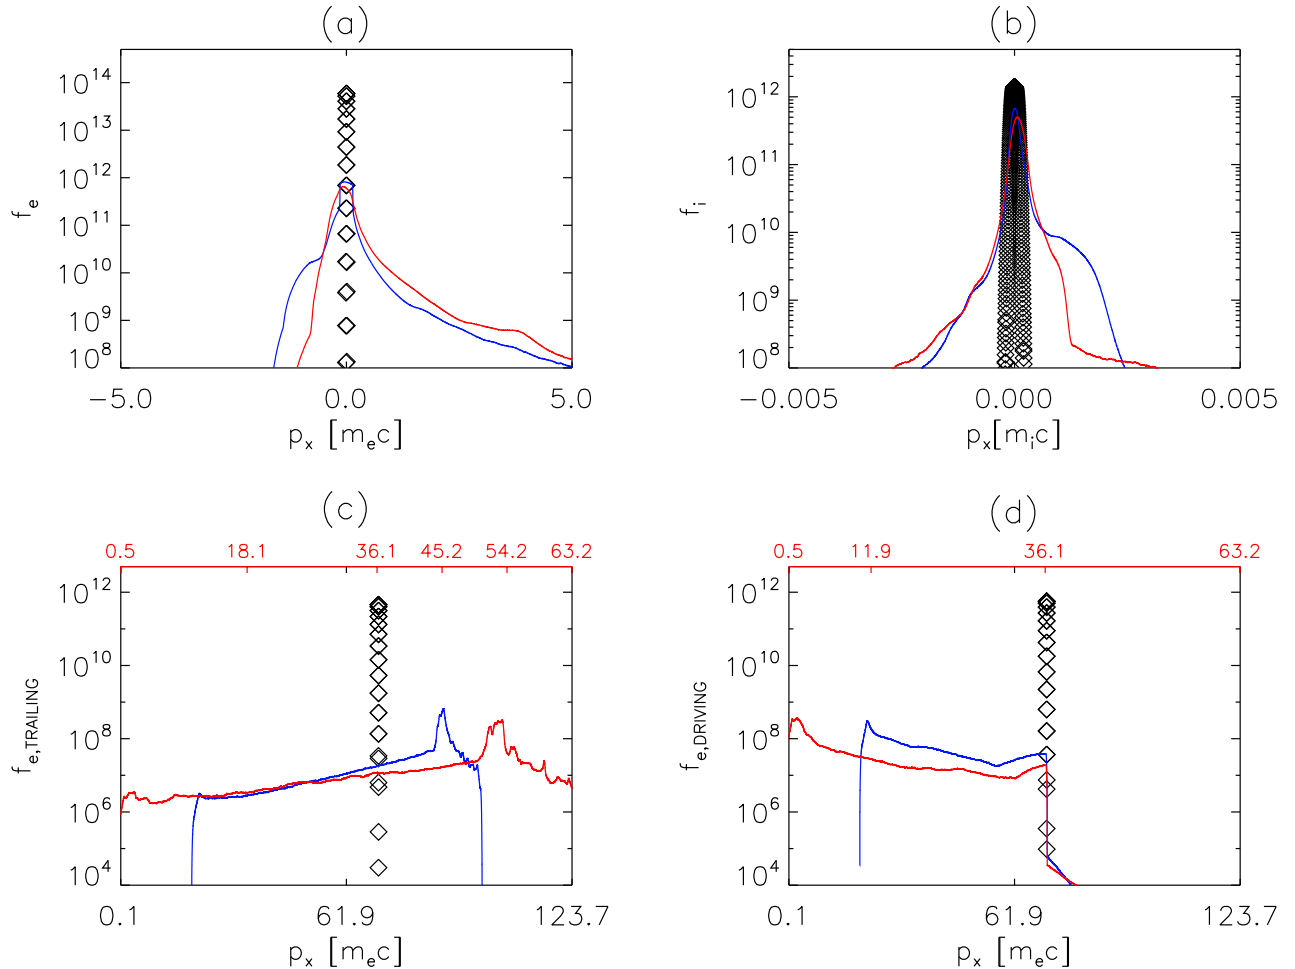 (a)
10^14
10^13
10^12
10^11
10^10
10^9
10^8
f_e
−5.0 0.0 5.0
p_x [m_e c]
(b)
10^12
10^11
10^10
10^9
10^8
f_i
−0.005 0.000 0.005
p_x[m_i c]
(c)
0.5 18.1 36.1 45.2 54.2 63.2
10^12
10^10
10^8
10^6
10^4
f_e,TRAILING
0.1 61.9 123.7
p_x [m_e c]
(d)
0.5 11.9 36.1 63.2
10^12
10^10
10^8
10^6
10^4
f_e,DRIVING
0.1 61.9 123.7
p_x [m_e c]